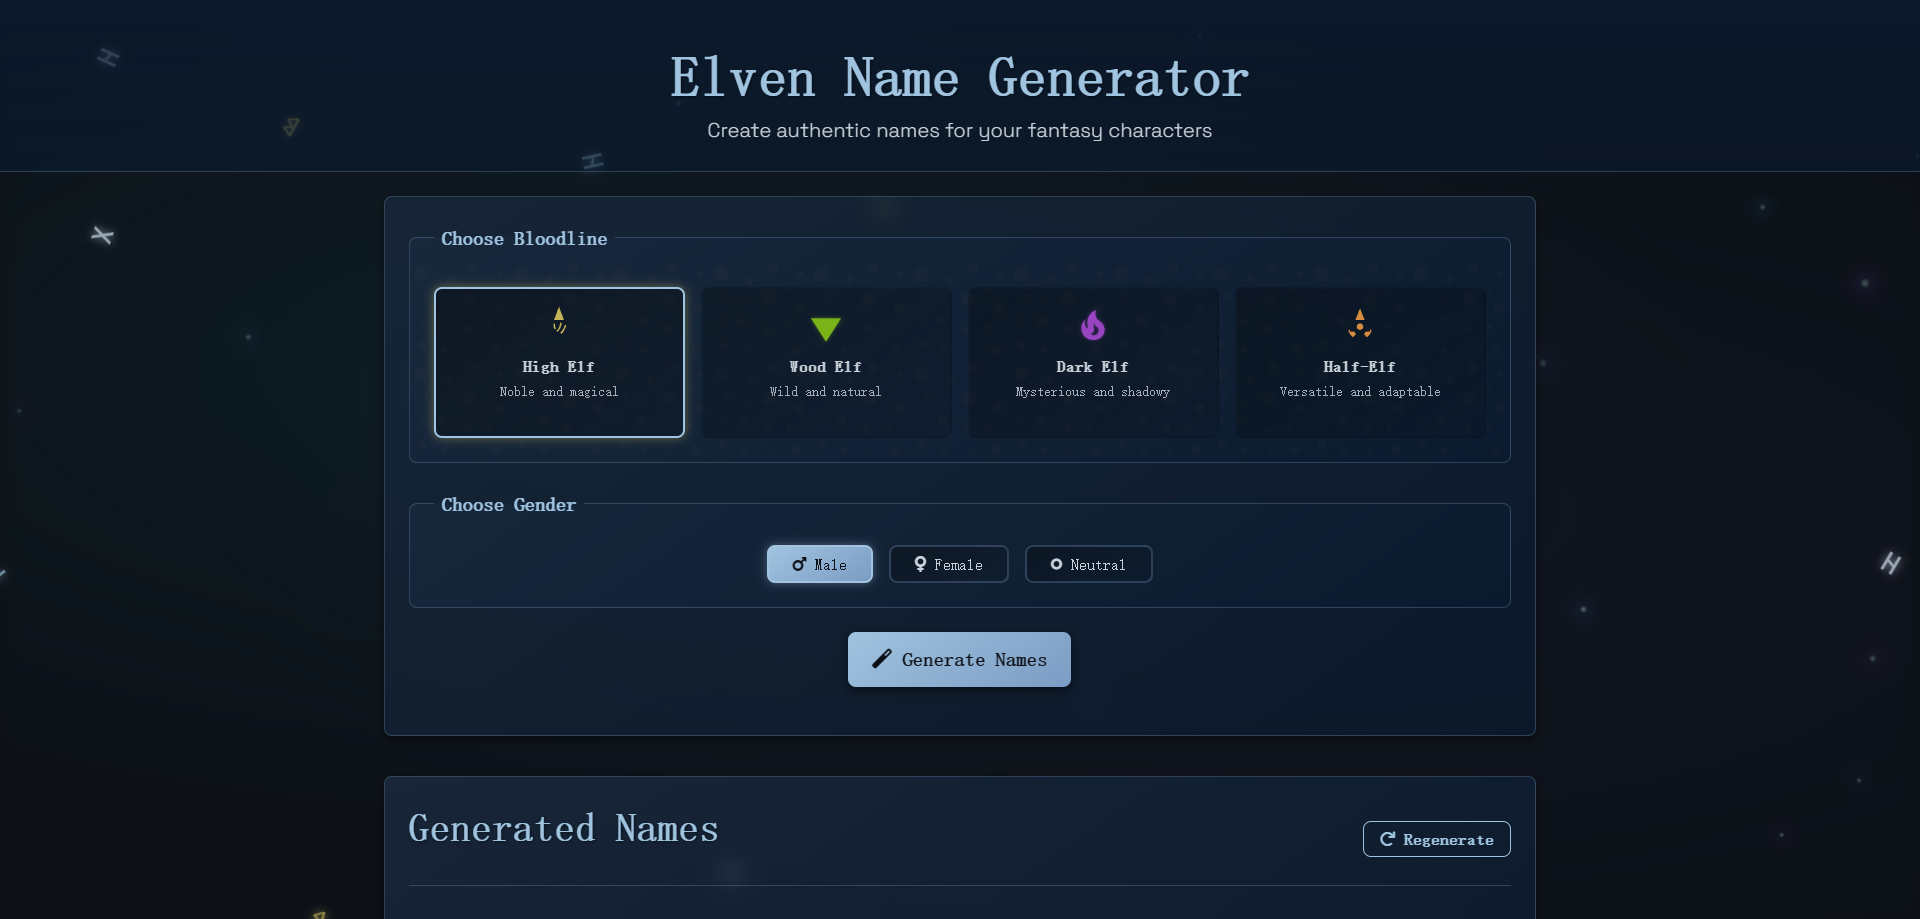 Elven Name Generator
Create authentic names for your fantasy characters
Choose Bloodline
High Elf
Noble and magical
Wood Elf
Wild and natural
Dark Elf
Mysterious and shadowy
Half-Elf
Versatile and adaptable
Choose Gender
Male
Female
Neutral
Generate Names
Generated Names
Regenerate